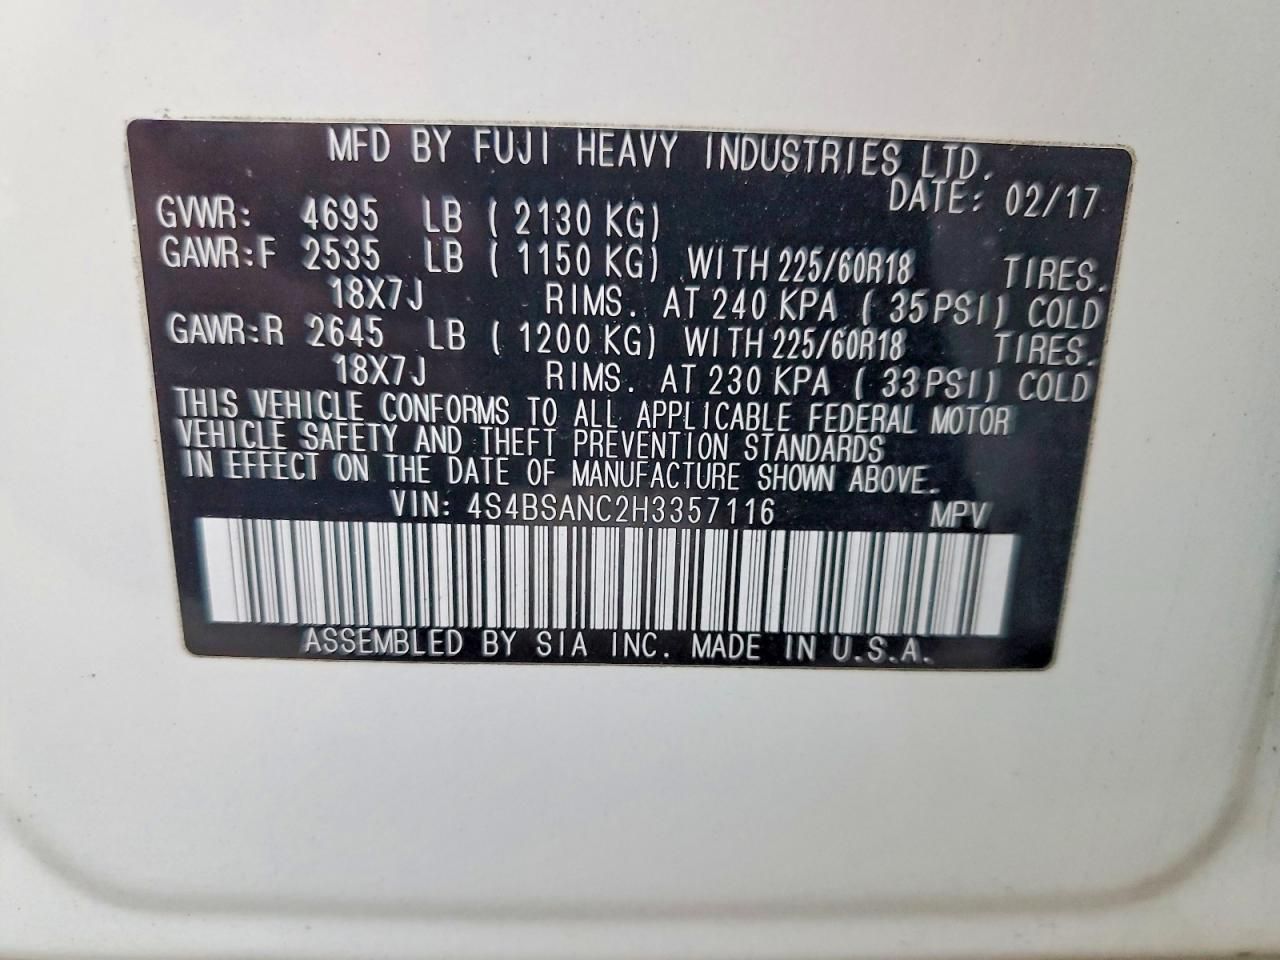 MFD BY FUJI HEAVY INDUSTRIES LTD.
DATE: 02/17
GVWR: 4695 LB ( 2130 KG)
GAWR:F 2535 LB ( 1150 KG) WITH 225/60R18 TIRES.
18X7J RIMS. AT 240 KPA ( 35PSI) COLD
GAWR:R 2645 LB ( 1200 KG) WITH 225/60R18 TIRES.
18X7J RIMS. AT 230 KPA ( 33PSI) COLD
THIS VEHICLE CONFORMS TO ALL APPLICABLE FEDERAL MOTOR
VEHICLE SAFETY AND THEFT PREVENTION STANDARDS
IN EFFECT ON THE DATE OF MANUFACTURE SHOWN ABOVE.
VIN: 4S4BSANC2H3357116 MPV
ASSEMBLED BY SIA INC. MADE IN U.S.A.